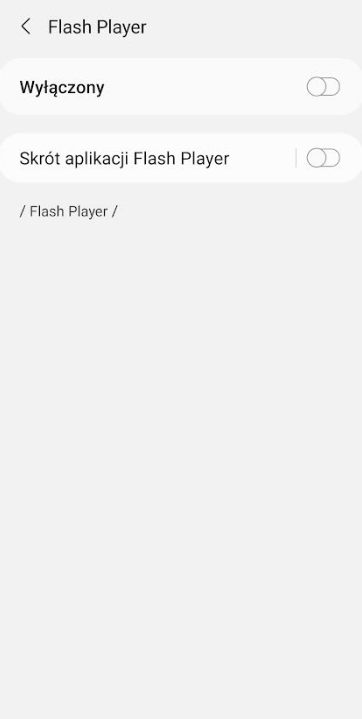 Flash Player
Wyłączony
Skrót aplikacji Flash Player
/ Flash Player /